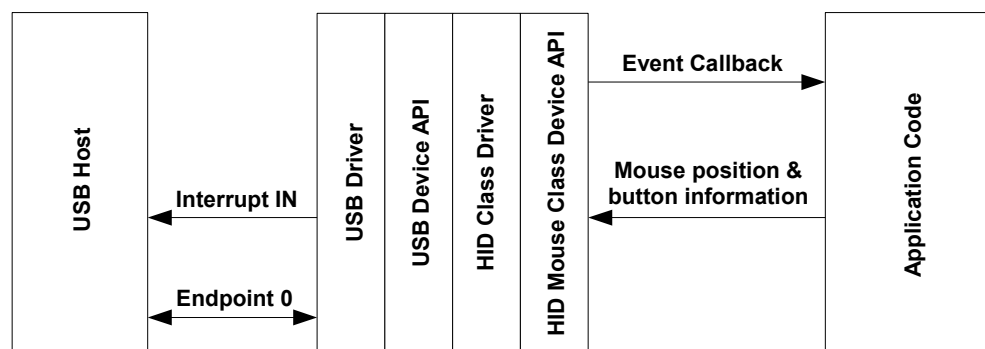 USB Host
Interrupt IN
Endpoint 0
USB Driver
USB Device API
HID Class Driver
HID Mouse Class Device API
Event Callback
Mouse position &
button information
Application Code